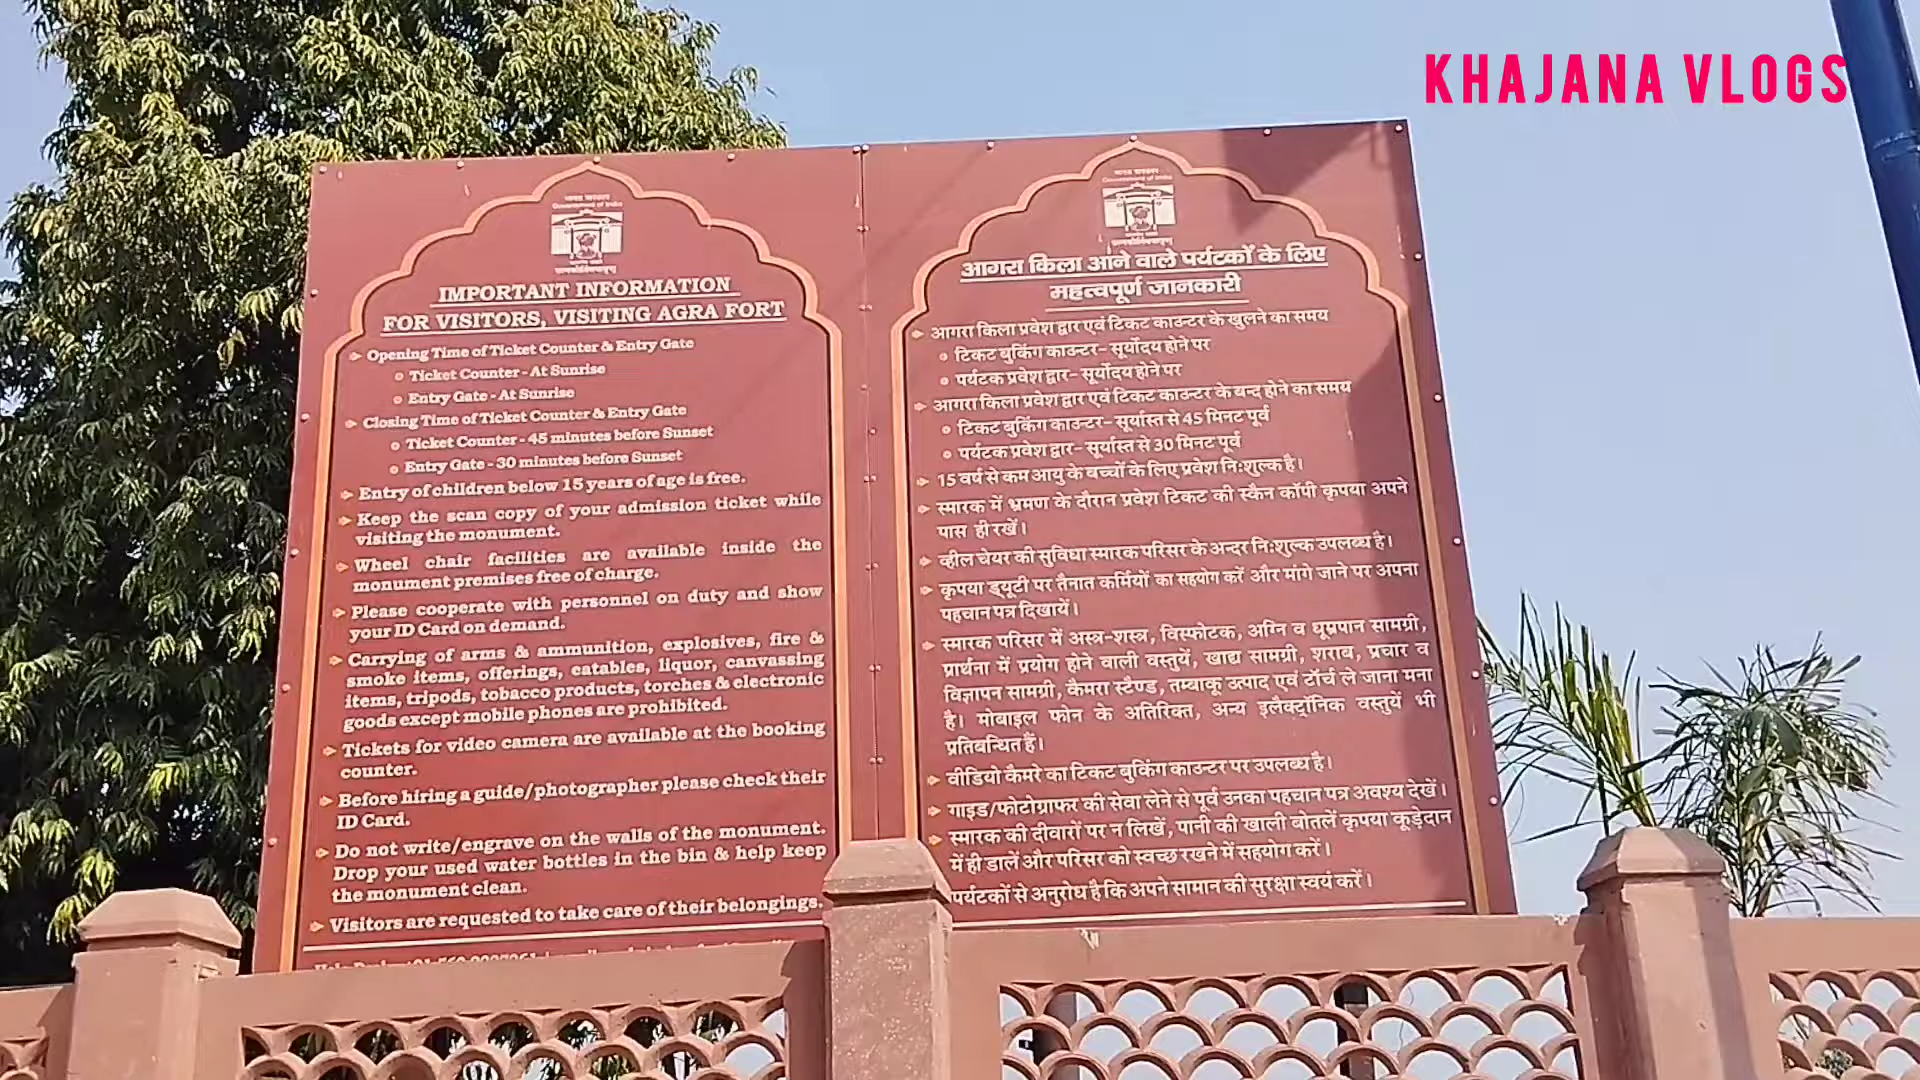 KHAJANA VLOGS
भारत सरकार
Government of India
IMPORTANT INFORMATION
FOR VISITORS, VISITING AGRA FORT
Opening Time of Ticket Counter & Entry Gate
Ticket Counter - At Sunrise
Entry Gate - At Sunrise
Closing Time of Ticket Counter & Entry Gate
Ticket Counter - 45 minutes before Sunset
Entry Gate - 30 minutes before Sunset
Entry of children below 15 years of age is free.
Keep the scan copy of your admission ticket while
visiting the monument.
Wheel chair facilities are available inside the
monument premises free of charge.
Please cooperate with personnel on duty and show
your ID Card on demand.
Carrying of arms & ammunition, explosives, fire &
smoke items, offerings, eatables, liquor, canvassing
items, tripods, tobacco products, torches & electronic
goods except mobile phones are prohibited.
Tickets for video camera are available at the booking
counter.
Before hiring a guide/photographer please check their
ID Card.
Do not write/engrave on the walls of the monument.
Drop your used water bottles in the bin & help keep
the monument clean.
Visitors are requested to take care of their belongings.
भारत सरकार
Government of India
आगरा किला आने वाले पर्यटकों के लिए
महत्वपूर्ण जानकारी
आगरा किला प्रवेश द्वार एवं टिकट काउन्टर के खुलने का समय
टिकट बुकिंग काउन्टर- सूर्योदय होने पर
पर्यटक प्रवेश द्वार- सूर्योदय होने पर
आगरा किला प्रवेश द्वार एवं टिकट काउन्टर के बन्द होने का समय
टिकट बुकिंग काउन्टर- सूर्यास्त से 45 मिनट पूर्व
पर्यटक प्रवेश द्वार- सूर्यास्त से 30 मिनट पूर्व
15 वर्ष से कम आयु के बच्चों के लिए प्रवेश नि:शुल्क है।
स्मारक में भ्रमण के दौरान प्रवेश टिकट की स्कैन कॉपी कृपया अपने
पास ही रखें।
व्हील चेयर की सुविधा स्मारक परिसर के अन्दर नि:शुल्क उपलब्ध है।
कृपया ड्यूटी पर तैनात कर्मियों का सहयोग करें और मांगे जाने पर अपना
पहचान पत्र दिखायें।
स्मारक परिसर में अस्त्र-शस्त्र, विस्फोटक, अग्नि व धूम्रपान सामग्री,
प्रार्थना में प्रयोग होने वाली वस्तुयें, खाद्य सामग्री, शराब, प्रचार व
विज्ञापन सामग्री, कैमरा स्टैण्ड, तम्बाकू उत्पाद एवं टॉर्च ले जाना मना
है। मोबाइल फोन के अतिरिक्त, अन्य इलैक्ट्रॉनिक वस्तुयें भी
प्रतिबन्धित हैं।
वीडियो कैमरे का टिकट बुकिंग काउन्टर पर उपलब्ध है।
गाइड/फोटोग्राफर की सेवा लेने से पूर्व उनका पहचान पत्र अवश्य देखें।
स्मारक की दीवारों पर न लिखें, पानी की खाली बोतलें कृपया कूड़ेदान
में ही डालें और परिसर को स्वच्छ रखने में सहयोग करें।
पर्यटकों से अनुरोध है कि अपने सामान की सुरक्षा स्वयं करें।